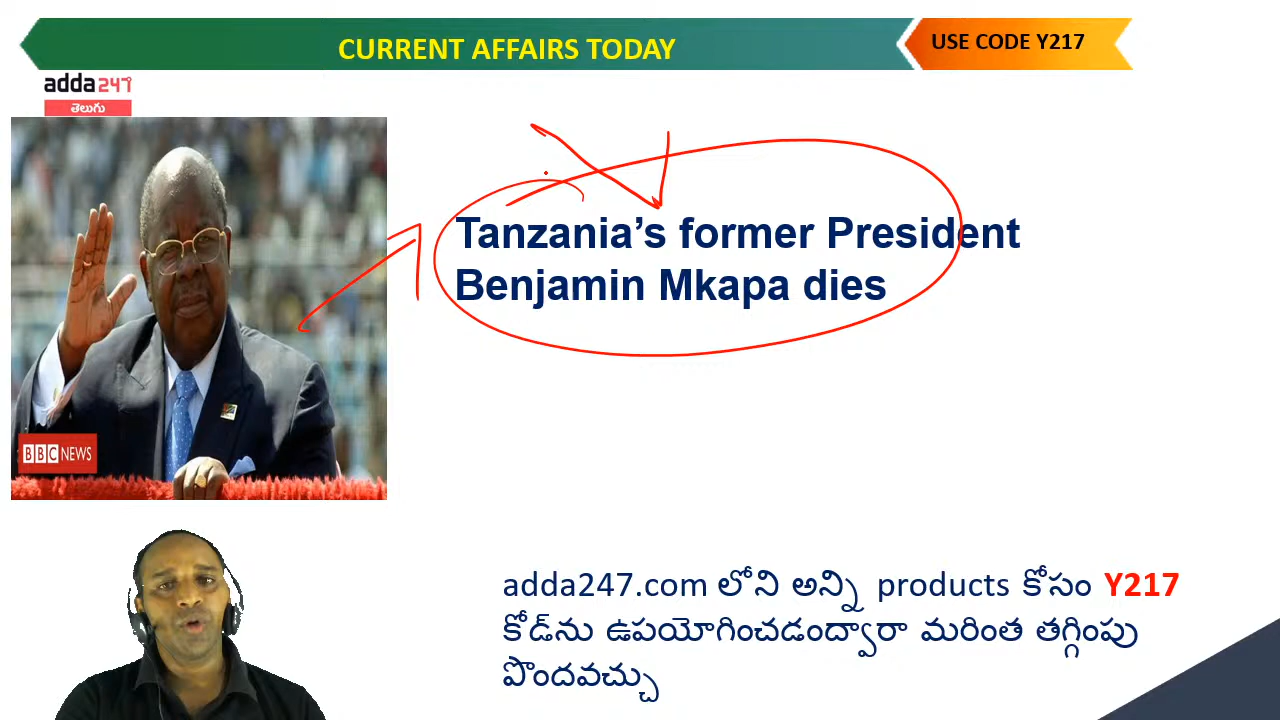 CURRENT AFFAIRS TODAY
USE CODE Y217
adda247
తెలుగు
Tanzania’s former President
Benjamin Mkapa dies
BBC NEWS
adda247.com లోని అన్ని products కోసం Y217
కోడ్‌ను ఉపయోగించడంద్వారా మరింత తగ్గింపు
పొందవచ్చు